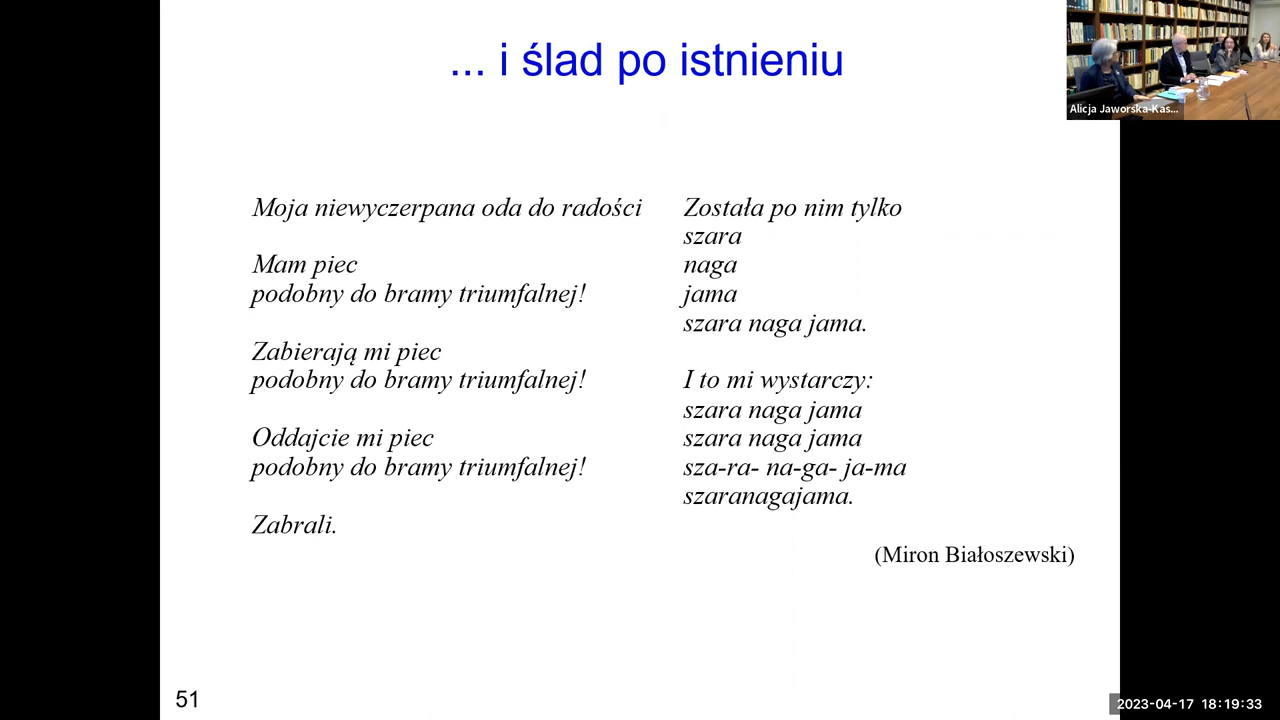 ... i ślad po istnieniu
Moja niewyczerpana oda do radości
Mam piec
podobny do bramy triumfalnej!
Zabierają mi piec
podobny do bramy triumfalnej!
Oddajcie mi piec
podobny do bramy triumfalnej!
Zabrali.
Została po nim tylko
szara
naga
jama
szara naga jama.
I to mi wystarczy:
szara naga jama
szara naga jama
sza-ra- na-ga- ja-ma
szaranagajama.
(Miron Białoszewski)
51
Alicja Jaworska-Kas...
2023-04-17 18:19:33